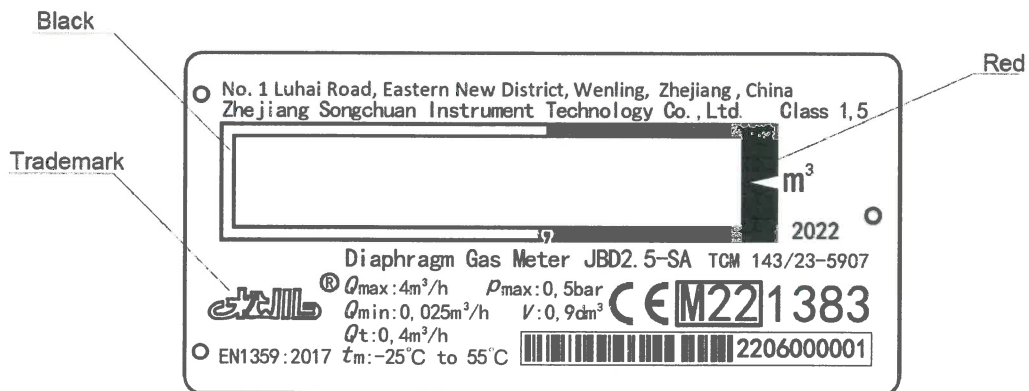 Black
Red
Trademark
No. 1 Luhai Road, Eastern New District, Wenling, Zhejiang, China
Zhejiang Songchuan Instrument Technology Co.,Ltd. Class 1,5
m³
,
2022
Diaphragm Gas Meter JBD2.5-SA TCM 143/23-5907
® Qmax:4m³/h pmax:0,5bar
Qmin:0,025m³/h V:0,9dm³
CE M22 1383
Qt:0,4m³/h
EN1359:2017 tm:-25°C to 55°C
2206000001